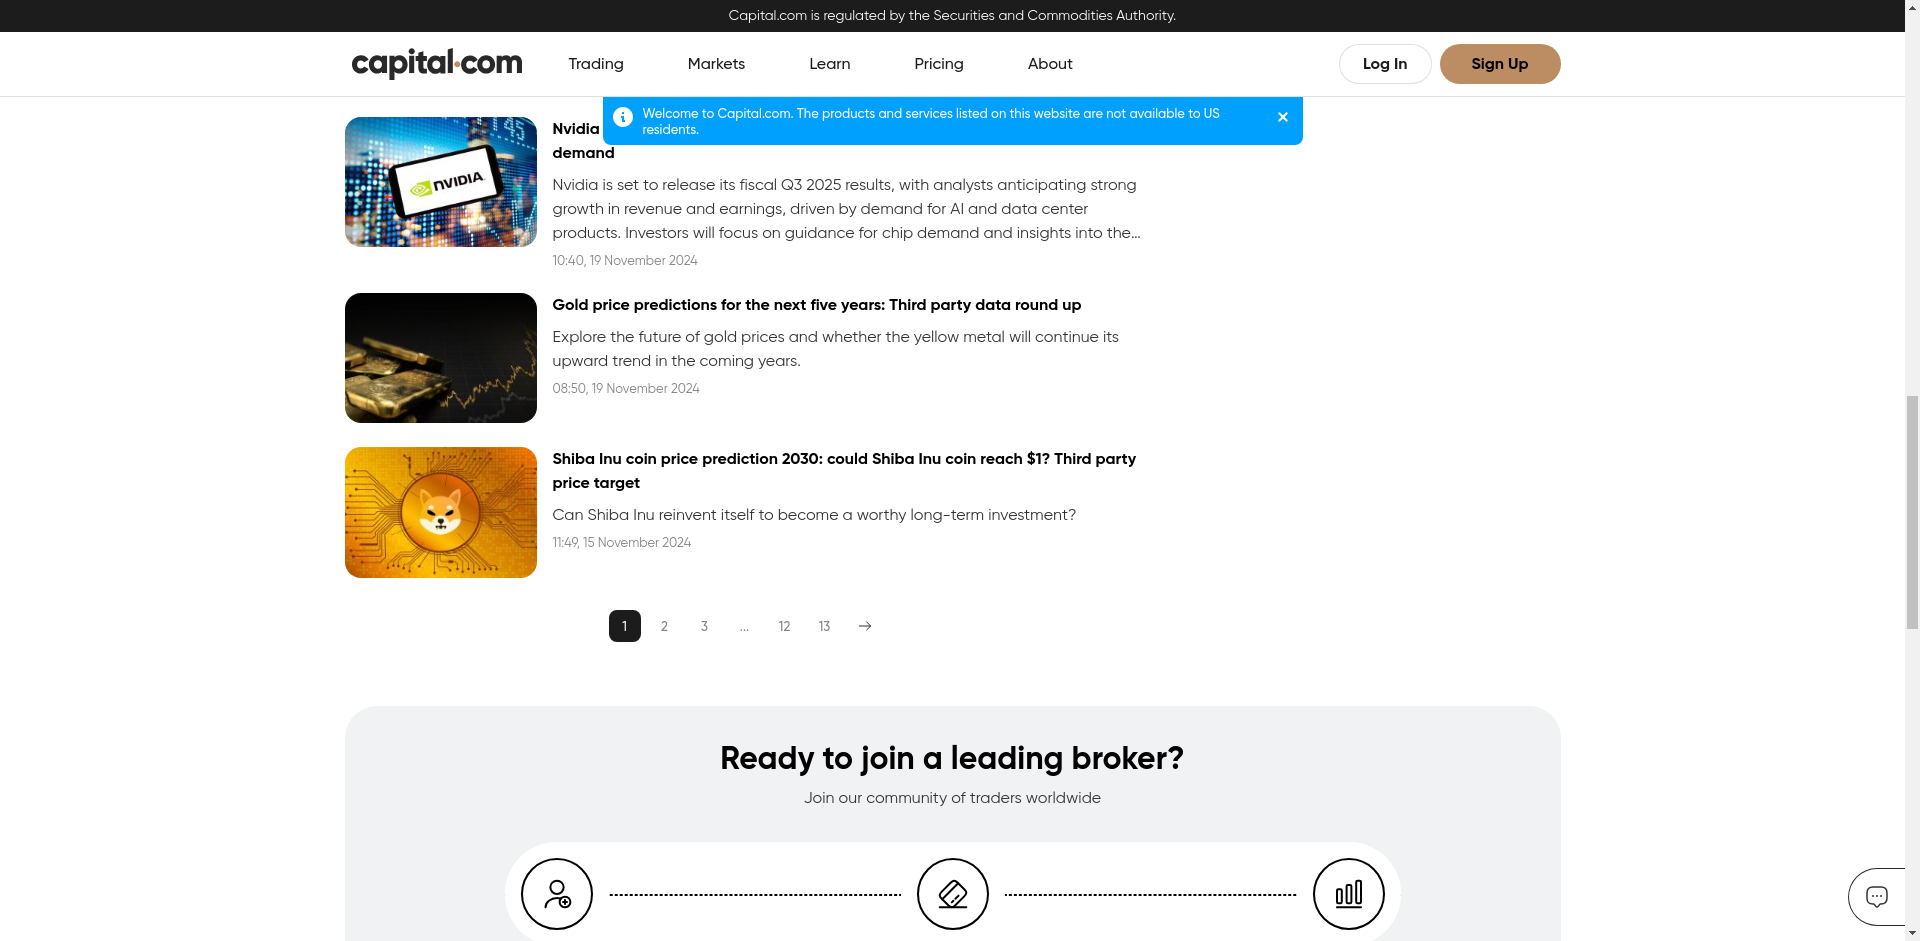 Capital.com is regulated by the Securities and Commodities Authority.
capital.com
Trading
Markets
Learn
Pricing
About
Log In
Sign Up
Welcome to Capital.com. The products and services listed on this website are not available to US
residents.
1.45
NVIDIA
Nvidia
demand
Nvidia is set to release its fiscal Q3 2025 results, with analysts anticipating strong
growth in revenue and earnings, driven by demand for AI and data center
products. Investors will focus on guidance for chip demand and insights into the...
10:40, 19 November 2024
Gold price predictions for the next five years: Third party data round up
Explore the future of gold prices and whether the yellow metal will continue its
upward trend in the coming years.
08:50, 19 November 2024
Shiba Inu coin price prediction 2030: could Shiba Inu coin reach $1? Third party
price target
Can Shiba Inu reinvent itself to become a worthy long-term investment?
11:49, 15 November 2024
1 2 3 ... 12 13
Ready to join a leading broker?
Join our community of traders worldwide